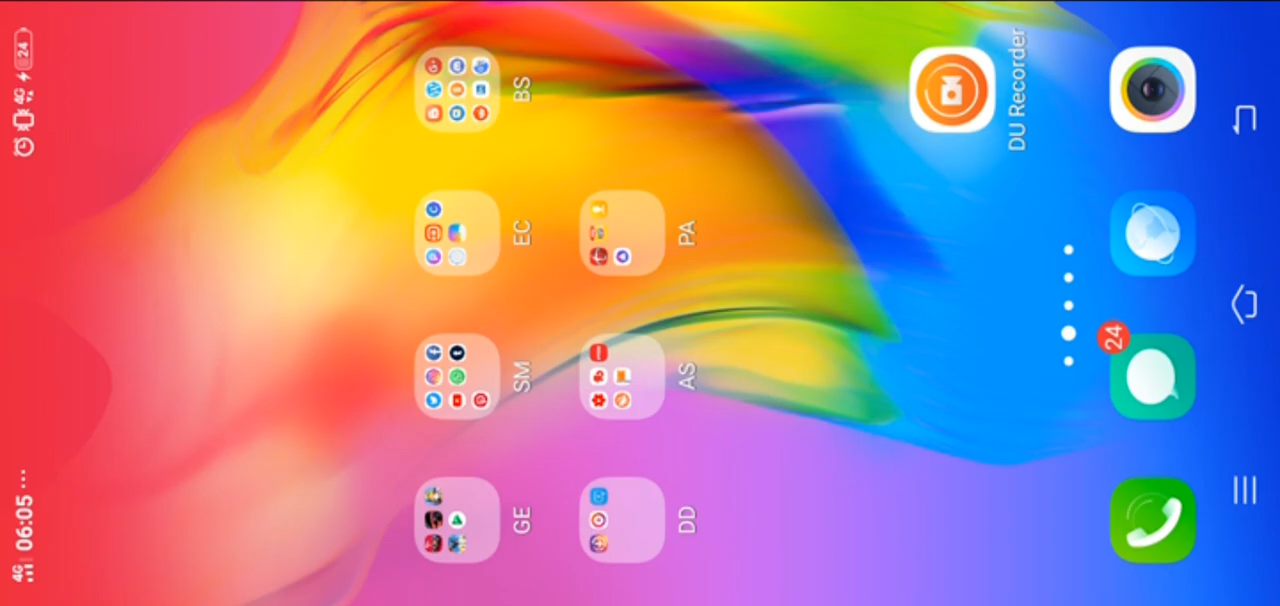 4G 06:05 ...
4G 24
GE SM EC BS
DD AS PA
DU Recorder
24